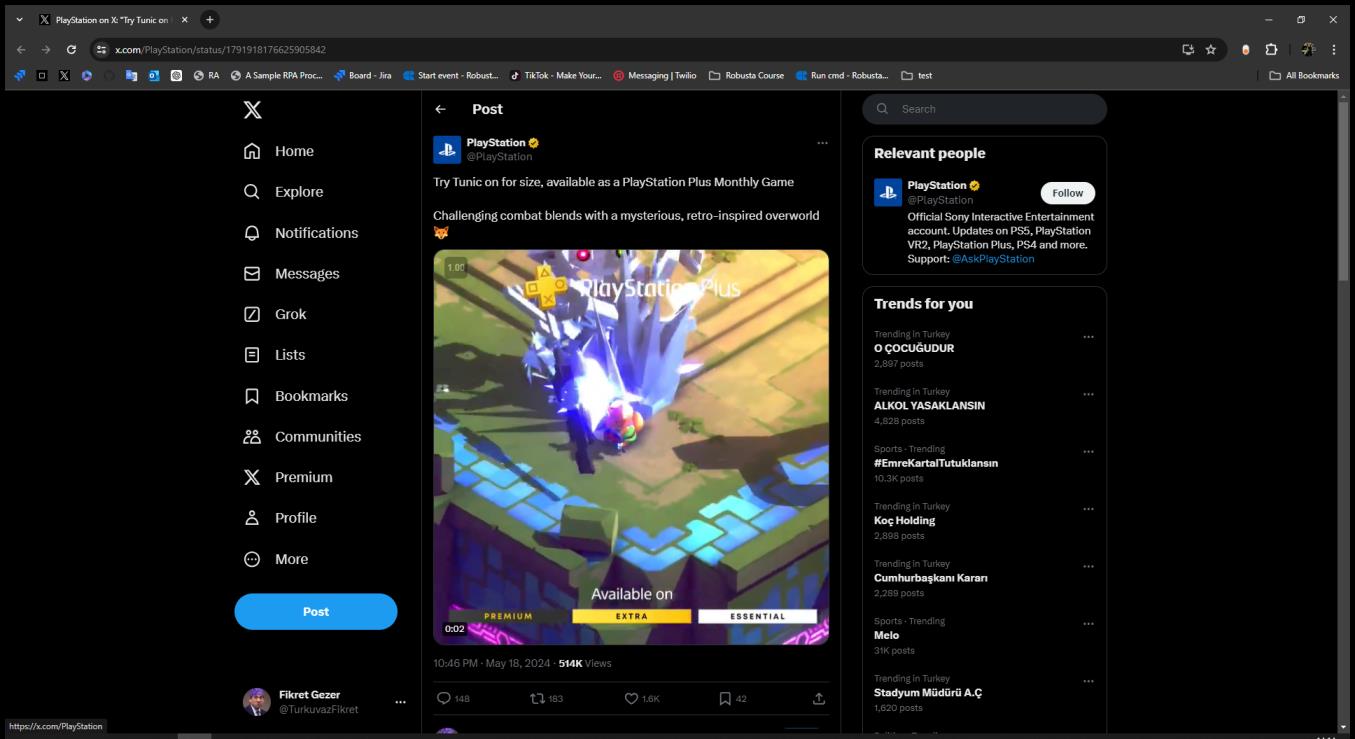 PlayStation on X: "Try Tunic on
x.com/PlayStation/status/1791918176625905842
RA
A Sample RPA Proc...
Board - Jira
Start event - Robust...
TikTok - Make Your...
Messaging | Twilio
Robusta Course
Run cmd - Robusta...
test
All Bookmarks
Home
Explore
Notifications
Messages
Grok
Lists
Bookmarks
Communities
Premium
Profile
More
Post
Fikret Gezer
@TurkuvazFikret
https://x.com/PlayStation
Post
PlayStation
@PlayStation
Try Tunic on for size, available as a PlayStation Plus Monthly Game
Challenging combat blends with a mysterious, retro-inspired overworld
🦊
1.00
PlayStation Plus
Available on
PREMIUM
EXTRA
ESSENTIAL
0:02
10:46 PM · May 18, 2024 · 514K Views
148
183
1.6K
42
Search
Relevant people
PlayStation
@PlayStation
Follow
Official Sony Interactive Entertainment
account. Updates on PS5, PlayStation
VR2, PlayStation Plus, PS4 and more.
Support: @AskPlayStation
Trends for you
Trending in Turkey
O ÇOCUĞUDUR
2,897 posts
Trending in Turkey
ALKOL YASAKLANSIN
4,828 posts
Sports · Trending
#EmreKartalTutuklansın
10.3K posts
Trending in Turkey
Koç Holding
2,898 posts
Trending in Turkey
Cumhurbaşkanı Kararı
2,289 posts
Sports · Trending
Melo
31K posts
Trending in Turkey
Stadyum Müdürü A.Ç
1,620 posts